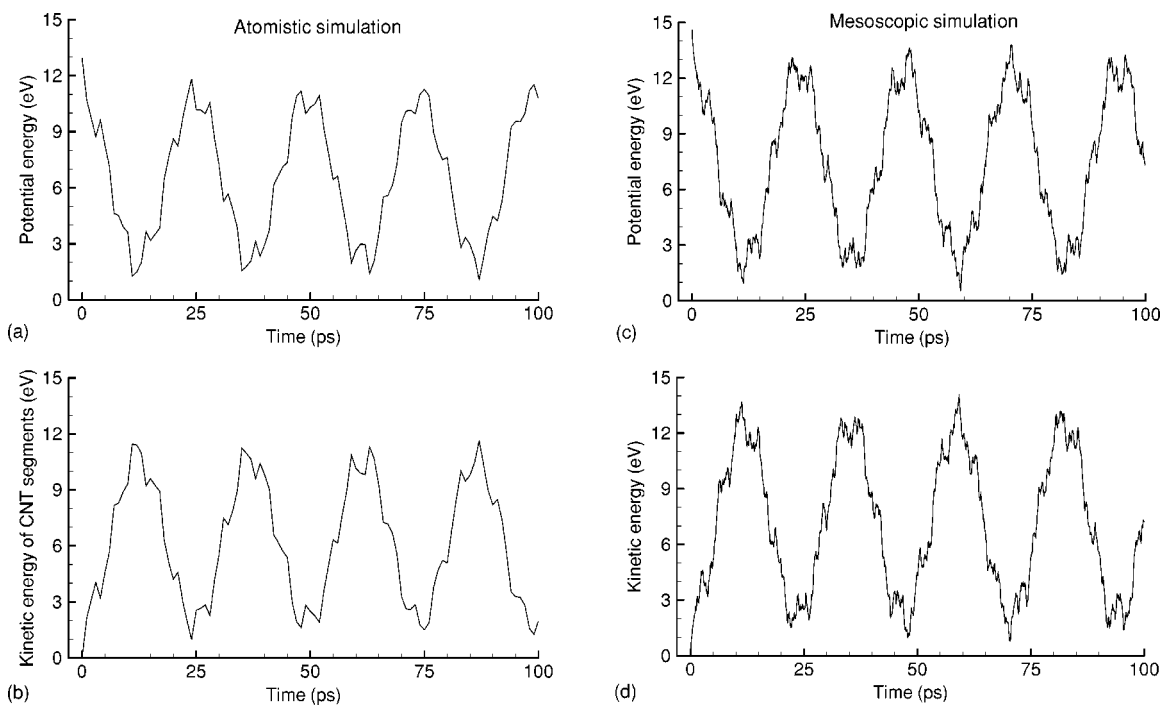 Atomistic simulation
15
12
9
6
3
0
Potential energy (eV)
0 25 50 75 100
Time (ps)
(a)
Mesoscopic simulation
15
12
9
6
3
0
Potential energy (eV)
0 25 50 75 100
Time (ps)
(c)
15
12
9
6
3
0
Kinetic energy of CNT segments (eV)
0 25 50 75 100
Time (ps)
(b)
15
12
9
6
3
0
Kinetic energy (eV)
0 25 50 75 100
Time (ps)
(d)